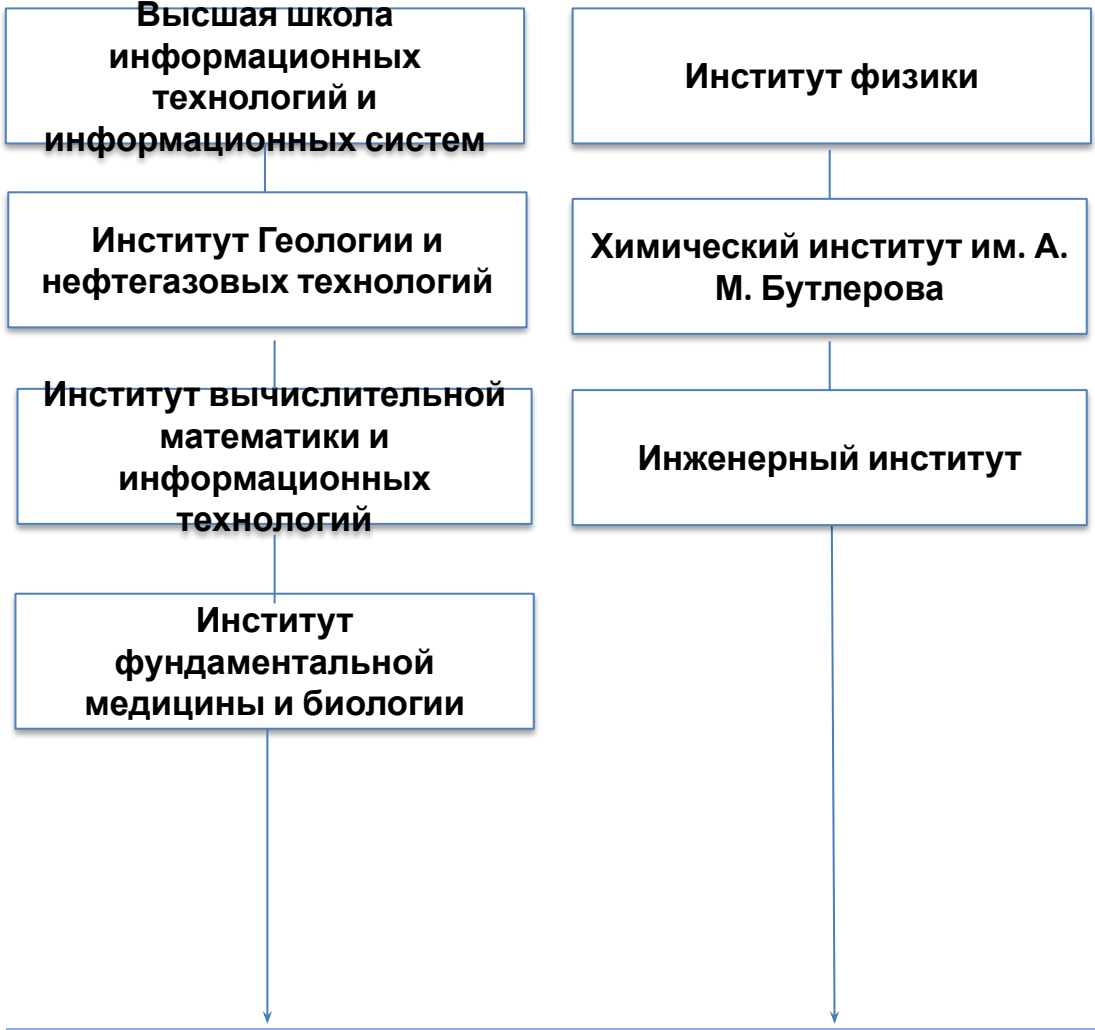 Высшая школа
информационных
технологий и
информационных систем
Институт Геологии и
нефтегазовых технологий
Институт вычислительной
математики и
информационных
технологий
Институт
фундаментальной
медицины и биологии
Институт физики
Химический институт им. А.
М. Бутлерова
Инженерный институт